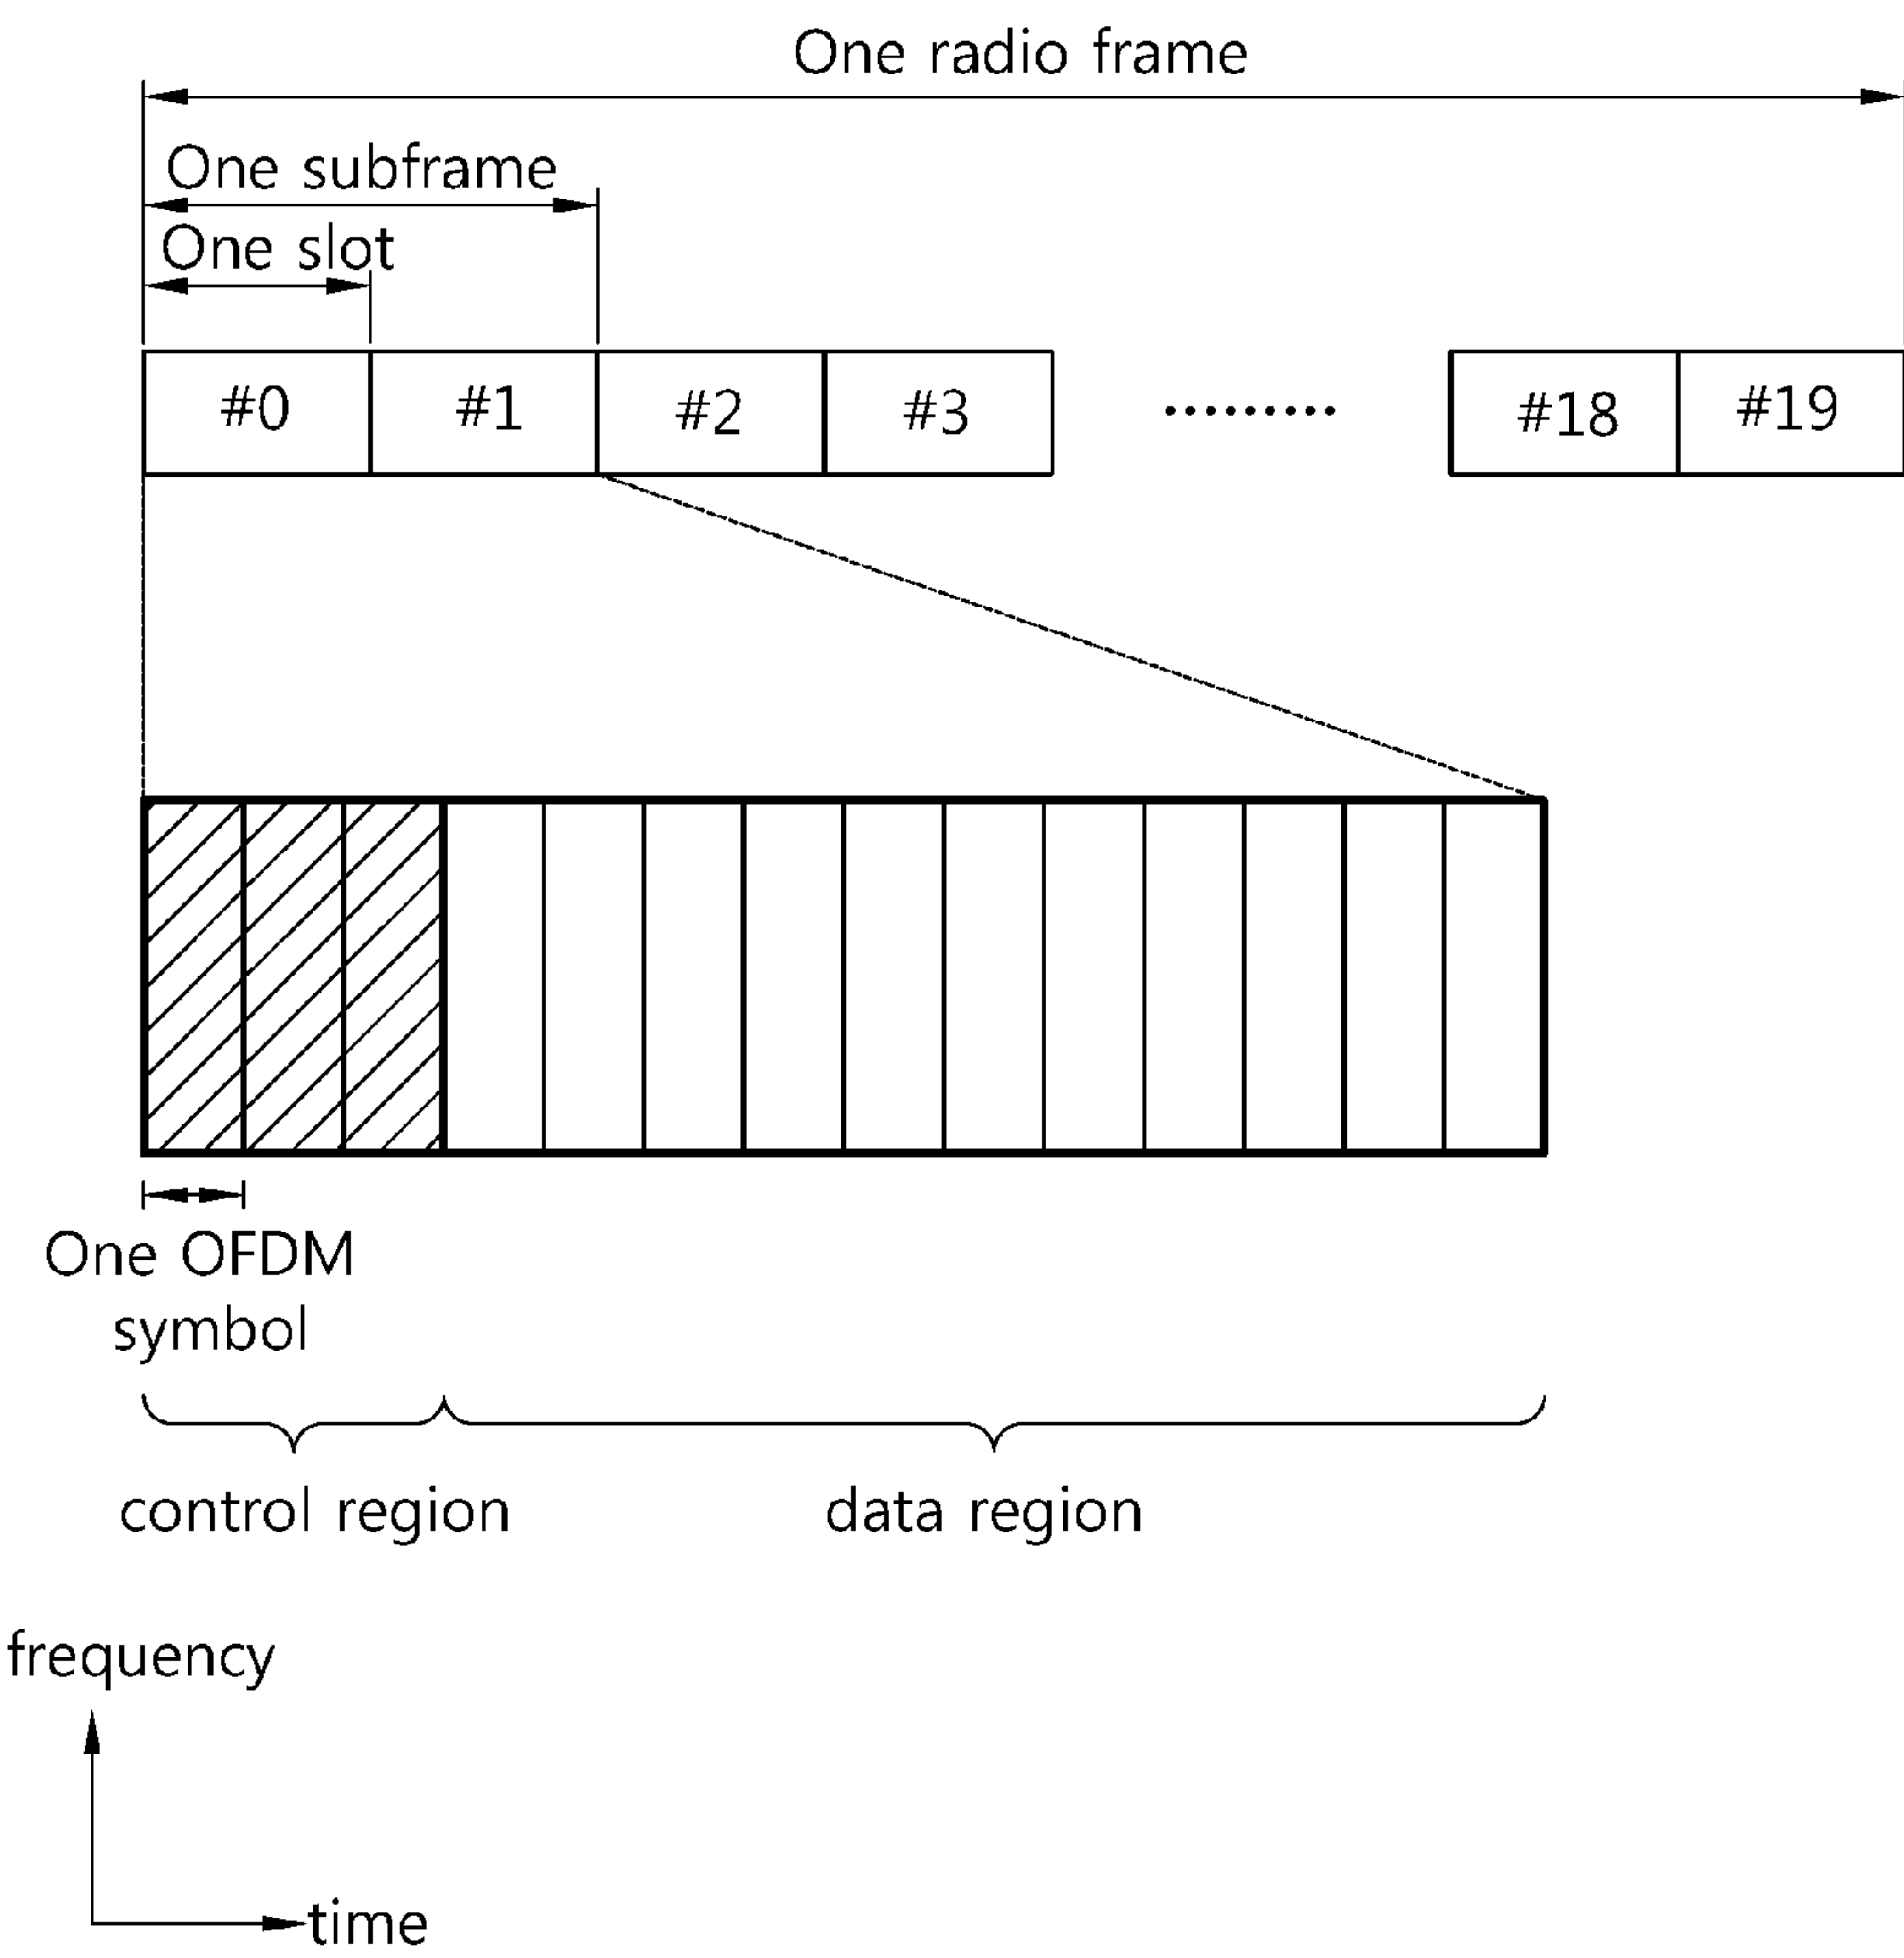 One radio frame
One subframe
One slot
#0 #1 #2 #3 ......... #18 #19
One OFDM
symbol
control region data region
frequency
time